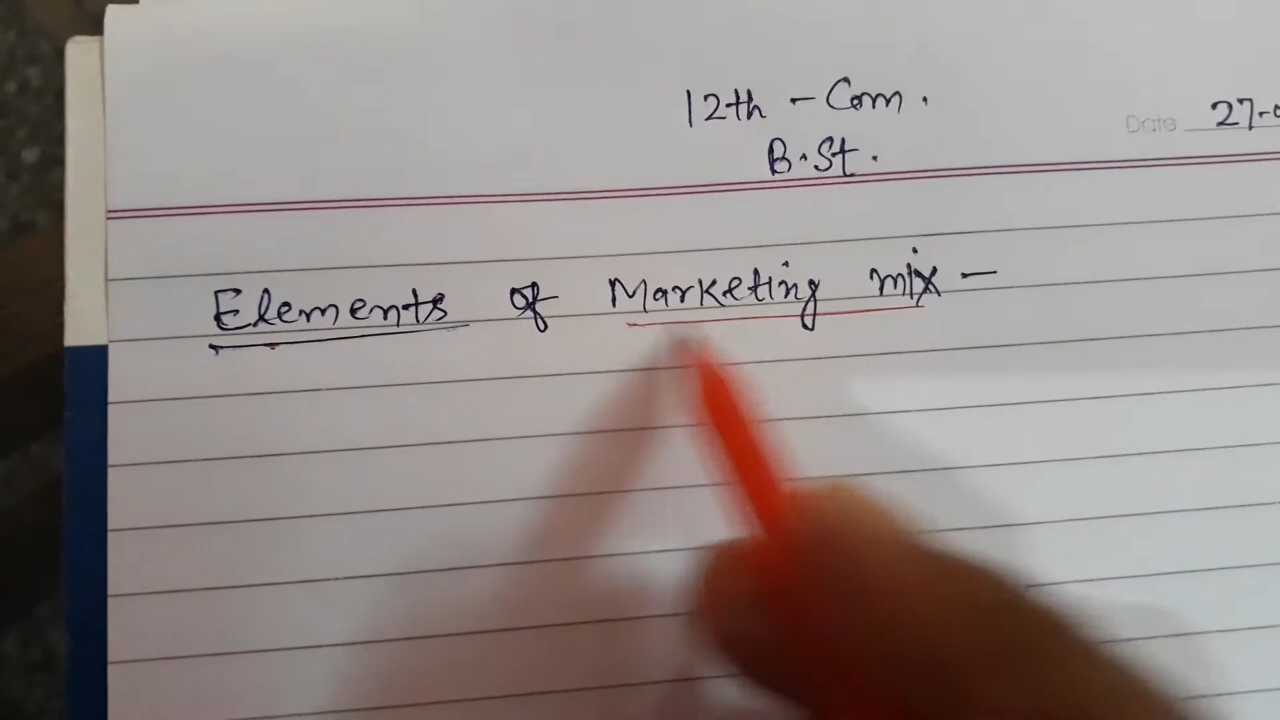 12th - Com.
B.St.
Date 27-
Elements of Marketing mix -